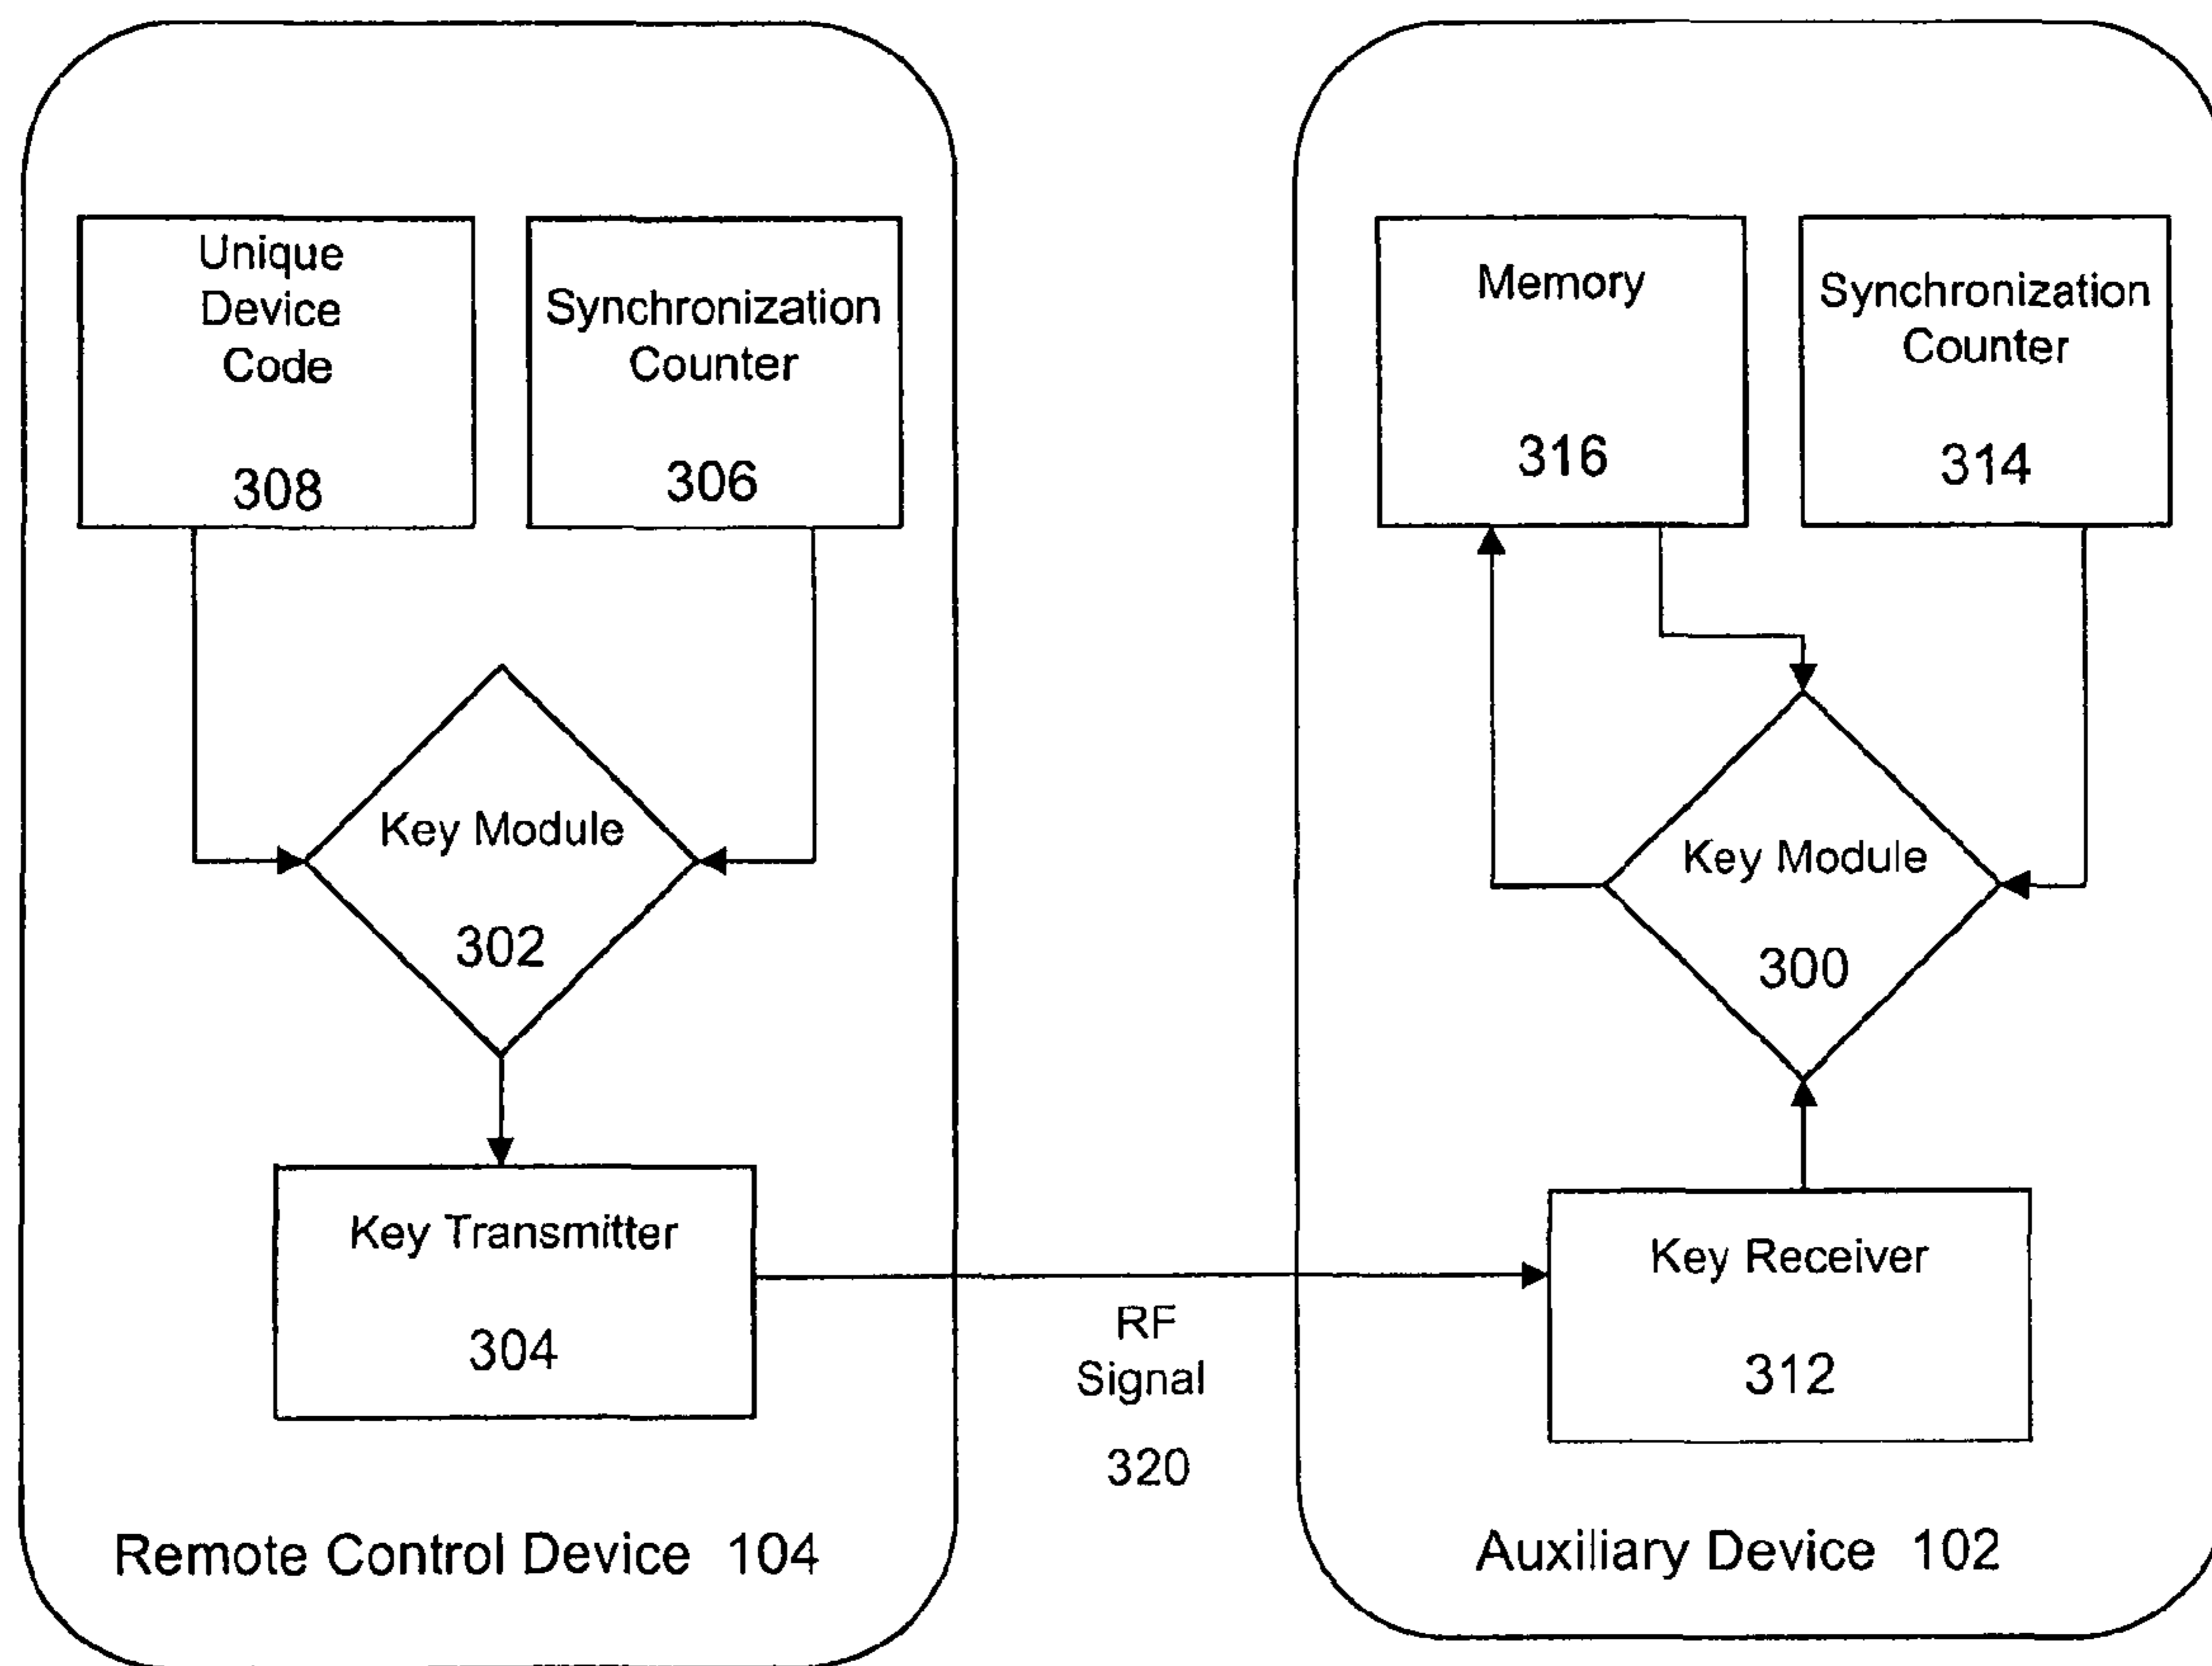 Unique
Device
Code
308
Synchronization
Counter
306
Key Module
302
Key Transmitter
304
Remote Control Device 104
RF
Signal
320
Memory
316
Synchronization
Counter
314
Key Module
300
Key Receiver
312
Auxiliary Device 102